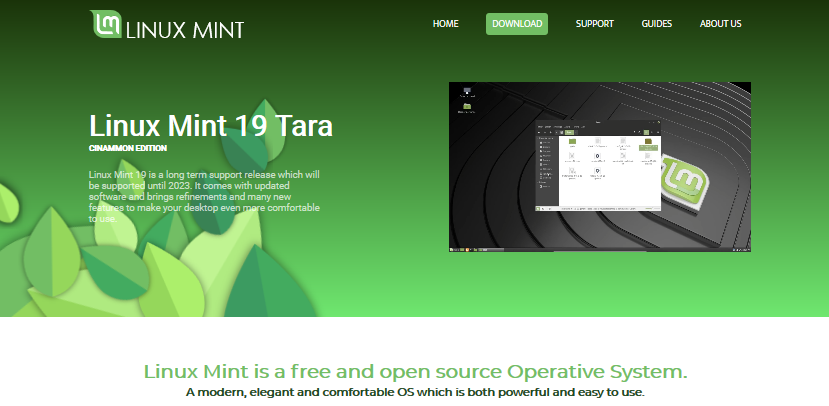 LINUX MINT
HOME
DOWNLOAD
SUPPORT
GUIDES
ABOUT US
Linux Mint 19 Tara
CINAMMON EDITION
Linux Mint 19 is a long term support release which will
be supported until 2023. It comes with updated
software and brings refinements and many new
features to make your desktop even more comfortable
to use.
Linux Mint is a free and open source Operative System.
A modern, elegant and comfortable OS which is both powerful and easy to use.